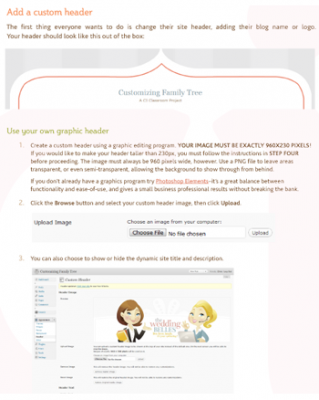 Add a custom header
The first thing everyone wants to do is change their site header, adding their blog name or logo.
Your header should look like this out of the box:
Customizing Family Tree
Use your own graphic header
1. Create a custom header using a graphic editing program. YOUR IMAGE MUST BE EXACTLY 960X230 PIXELS!
If you would like to make your header taller than 230px, you must follow the instructions in STEP FOUR
before proceeding. The image must always be 960 pixels wide, however. Use a PNG file to leave areas
transparent, or even semi-transparent, allowing the background to show through from behind
If you don't already have a graphics program try Photoshop Elements-it's a great balance between
functionality and ease-of-use, and gives a small business professional results without breaking the bank.
2. Click the Browse button and select your custom header image, then click Upload.
Upload Image
Choose an image from your computer:
Choose File No file chosen Upload
3. You can also choose to show or hide the dynamic site title and description.
Customizing Family Tree
Custom Header
the
wedding
BELLES